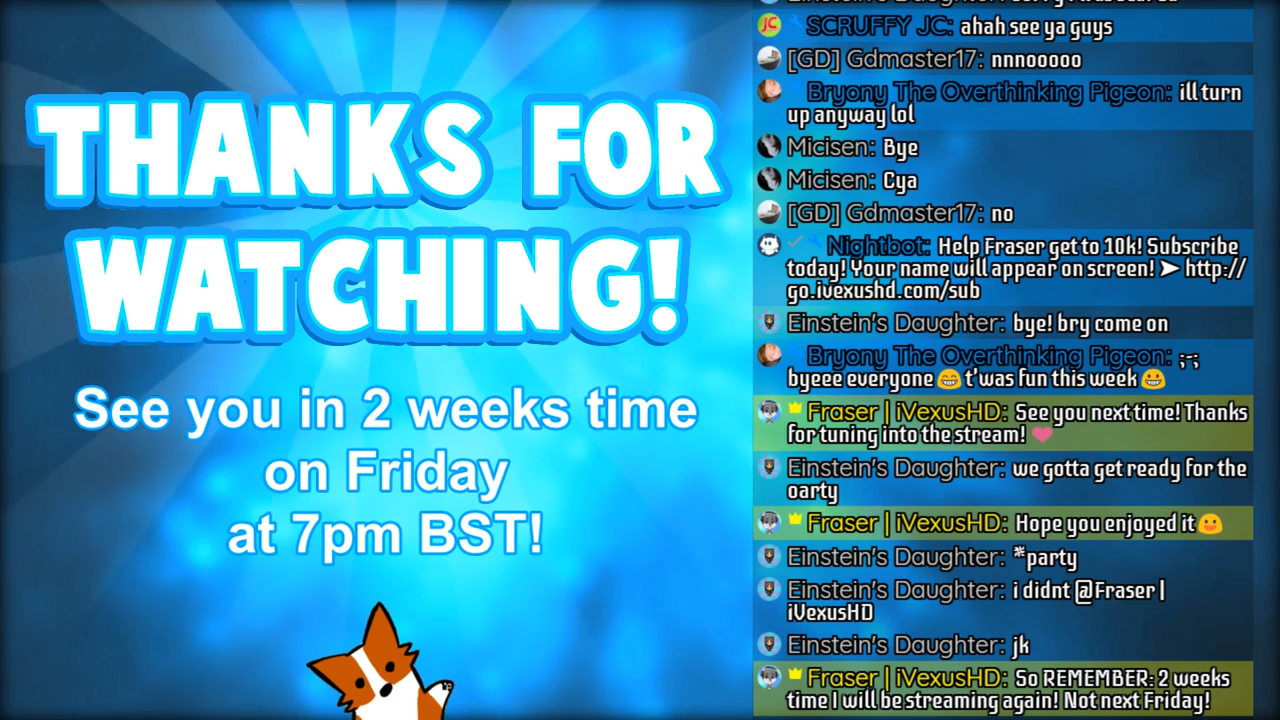 THANKS FOR
WATCHING!
See you in 2 weeks time
on Friday
at 7pm BST!
JC SCRUFFY JC: ahah see ya guys
[GD] Gdmaster17: nnnooooo
Bryony The Overthinking Pigeon: ill turn
up anyway lol
Micisen: Bye
Micisen: Cya
[GD] Gdmaster17: no
Nightbot: Help Fraser get to 10k! Subscribe
today! Your name will appear on screen! ➤ http://
go.ivexushd.com/sub
Einstein's Daughter: bye! bry come on
Bryony The Overthinking Pigeon: ;-;
byeee everyone 😁 t'was fun this week 😀
Fraser | iVexusHD: See you next time! Thanks
for tuning into the stream! ❤
Einstein's Daughter: we gotta get ready for the
oarty
Fraser | iVexusHD: Hope you enjoyed it 😛
Einstein's Daughter: *party
Einstein's Daughter: i didnt @Fraser |
iVexusHD
Einstein's Daughter: jk
Fraser | iVexusHD: So REMEMBER: 2 weeks
time I will be streaming again! Not next Friday!